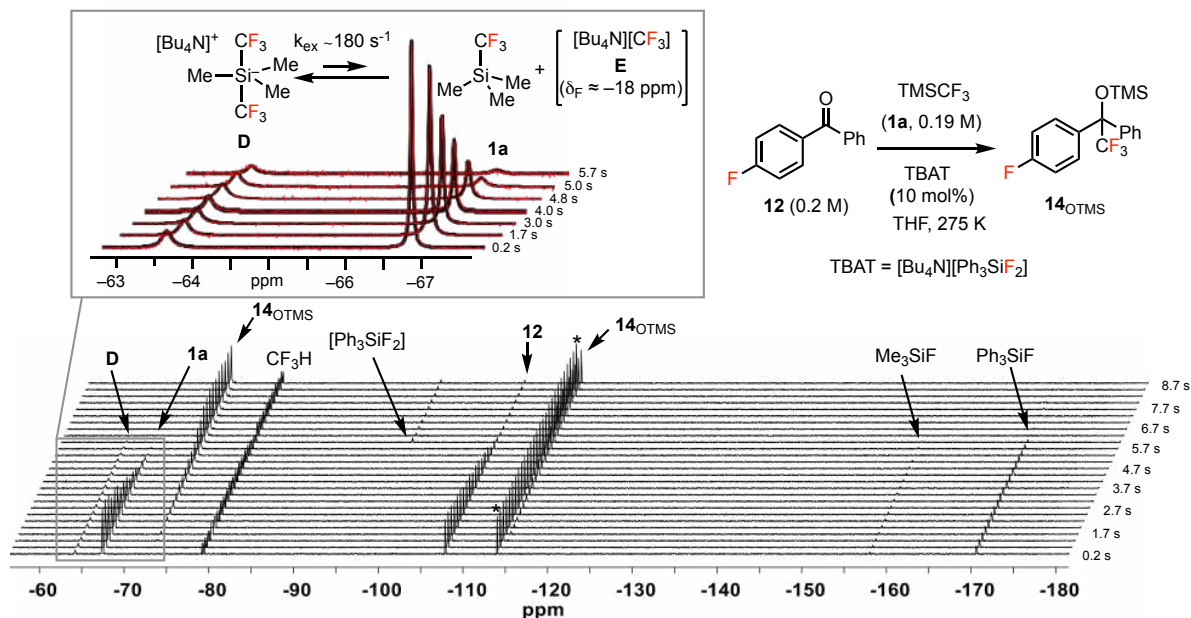 [Bu4N]+
CF3
kex ~180 s–1
Me
Si–
Me
Me
CF3
D
CF3
Si
Me
Me
Me
+
[Bu4N][CF3]
E
(δF ≈ –18 ppm)
1a
5.7 s
5.0 s
4.8 s
4.0 s
3.0 s
1.7 s
0.2 s
–63
–64
ppm
–66
–67
O
Ph
F
12 (0.2 M)
TMSCF3
(1a, 0.19 M)
TBAT
(10 mol%)
THF, 275 K
OTMS
Ph
CF3
F
14OTMS
TBAT = [Bu4N][Ph3SiF2]
D
1a
14OTMS
CF3H
[Ph3SiF2]
12
*
14OTMS
Me3SiF
Ph3SiF
*
8.7 s
7.7 s
6.7 s
5.7 s
4.7 s
3.7 s
2.7 s
1.7 s
0.2 s
-60
-70
-80
-90
-100
-110
-120
-130
-140
-150
-160
-170
-180
ppm